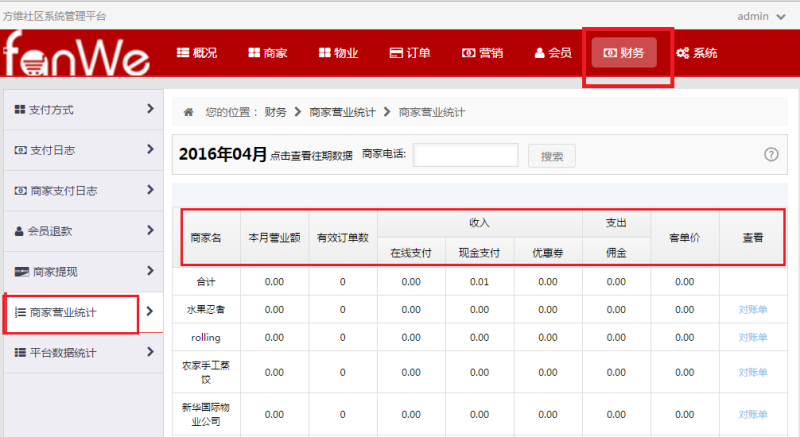 方维社区系统管理平台 admin
fanWe 概况 商家 物业 订单 营销 会员 财务 系统
支付方式
支付日志
商家支付日志
会员退款
商家提现
商家营业统计
平台数据统计
您的位置： 财务 商家营业统计 商家营业统计
2016年04月 点击查看往期数据 商家电话: 搜索
商家名 本月营业额 有效订单数 收入 支出 客单价 查看
在线支付 现金支付 优惠券 佣金
合计 0.00 0 0.00 0.01 0.00 0.00 0.00
水果忍者 0.00 0 0.00 0.00 0.00 0.00 0.00 对账单
rolling 0.00 0 0.00 0.00 0.00 0.00 0.00 对账单
农家手工蒸
饺 0.00 0 0.00 0.00 0.00 0.00 0.00 对账单
新华国际物
业公司 0.00 0 0.00 0.00 0.00 0.00 0.00 对账单